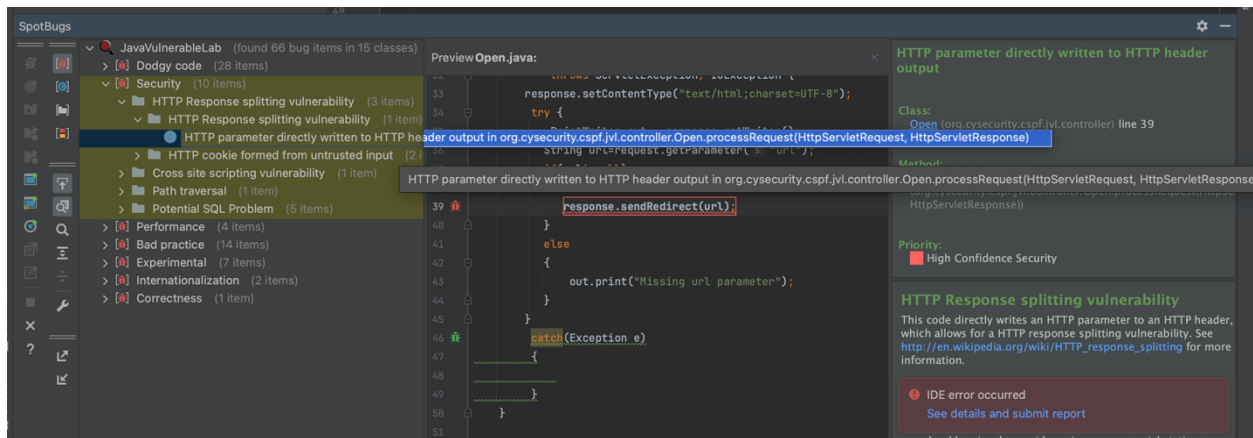 48
SpotBugs
JavaVulnerableLab (found 66 bug items in 15 classes)
Dodgy code (28 items)
Security (10 items)
HTTP Response splitting vulnerability (3 items)
HTTP Response splitting vulnerability (1 item)
HTTP parameter directly written to HTTP header output in org.cysecurity.cspf.jvl.controller.Open.processRequest(HttpServletRequest, HttpServletResponse)
HTTP cookie formed from untrusted input (2 i
Cross site scripting vulnerability (1 item)
Path traversal (1 item)
Potential SQL Problem (5 items)
Performance (4 items)
Bad practice (14 items)
Experimental (7 items)
Internationalization (2 items)
Correctness (1 item)
?
Preview Open.java:
32 throws ServletException, IOException {
33 response.setContentType("text/html;charset=UTF-8");
34 try {
36 String url=request.getParameter( s: "url");
HTTP parameter directly written to HTTP header output in org.cysecurity.cspf.jvl.controller.Open.processRequest(HttpServletRequest, HttpServletResponse
39 response.sendRedirect(url);
40 }
41 else
42 {
43 out.print("Missing url parameter");
44 }
45 }
46 catch(Exception e)
47 {
48
49 }
50 }
51
HTTP parameter directly written to HTTP header
output
Class:
Open (org.cysecurity.cspf.jvl.controller) line 39
Method:
HttpServletResponse))
Priority:
High Confidence Security
HTTP Response splitting vulnerability
This code directly writes an HTTP parameter to an HTTP header,
which allows for a HTTP response splitting vulnerability. See
http://en.wikipedia.org/wiki/HTTP_response_splitting for more
information.
IDE error occurred
See details and submit report